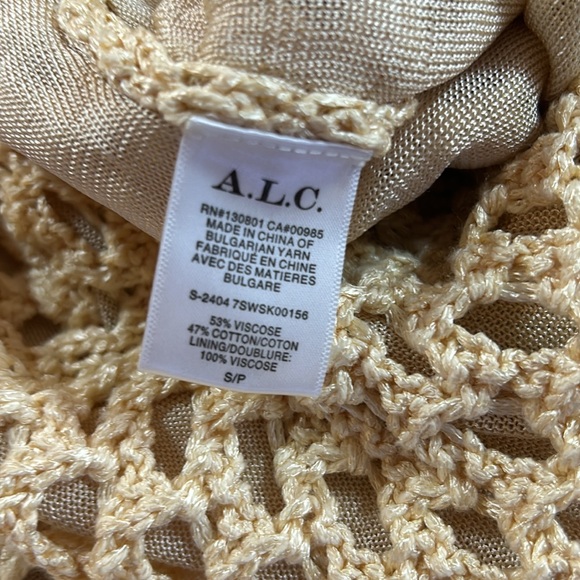 A.L.C.
RN#130801 CA#00985
MADE IN CHINA OF
BULGARIAN YARN
FABRIQUÉ EN CHINE
AVEC DES MATIERES
BULGARE
S-2404 7SWSK00156
53% VISCOSE
47% COTTON/COTON
LINING/DOUBLURE:
100% VISCOSE
S/P